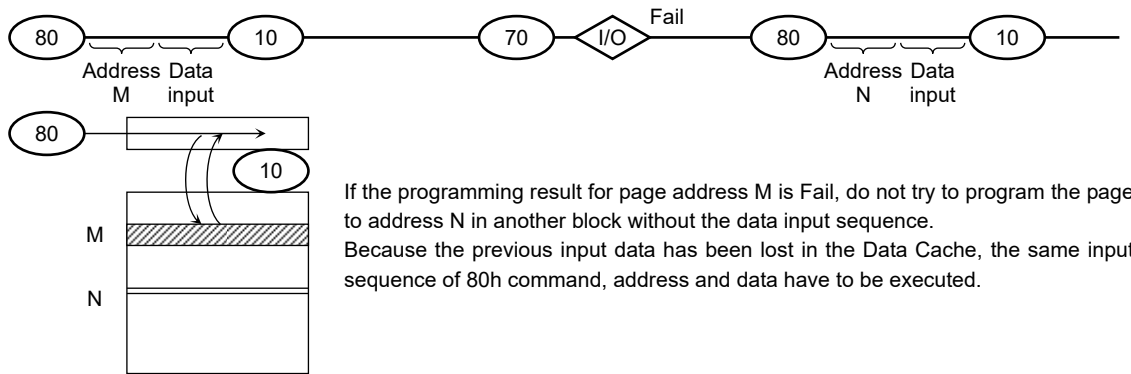 Fail
80 10 70 I/O 80 10
Address Data Address Data
M input N input
80
10
M
N
If the programming result for page address M is Fail, do not try to program the page
to address N in another block without the data input sequence.
Because the previous input data has been lost in the Data Cache, the same input
sequence of 80h command, address and data have to be executed.